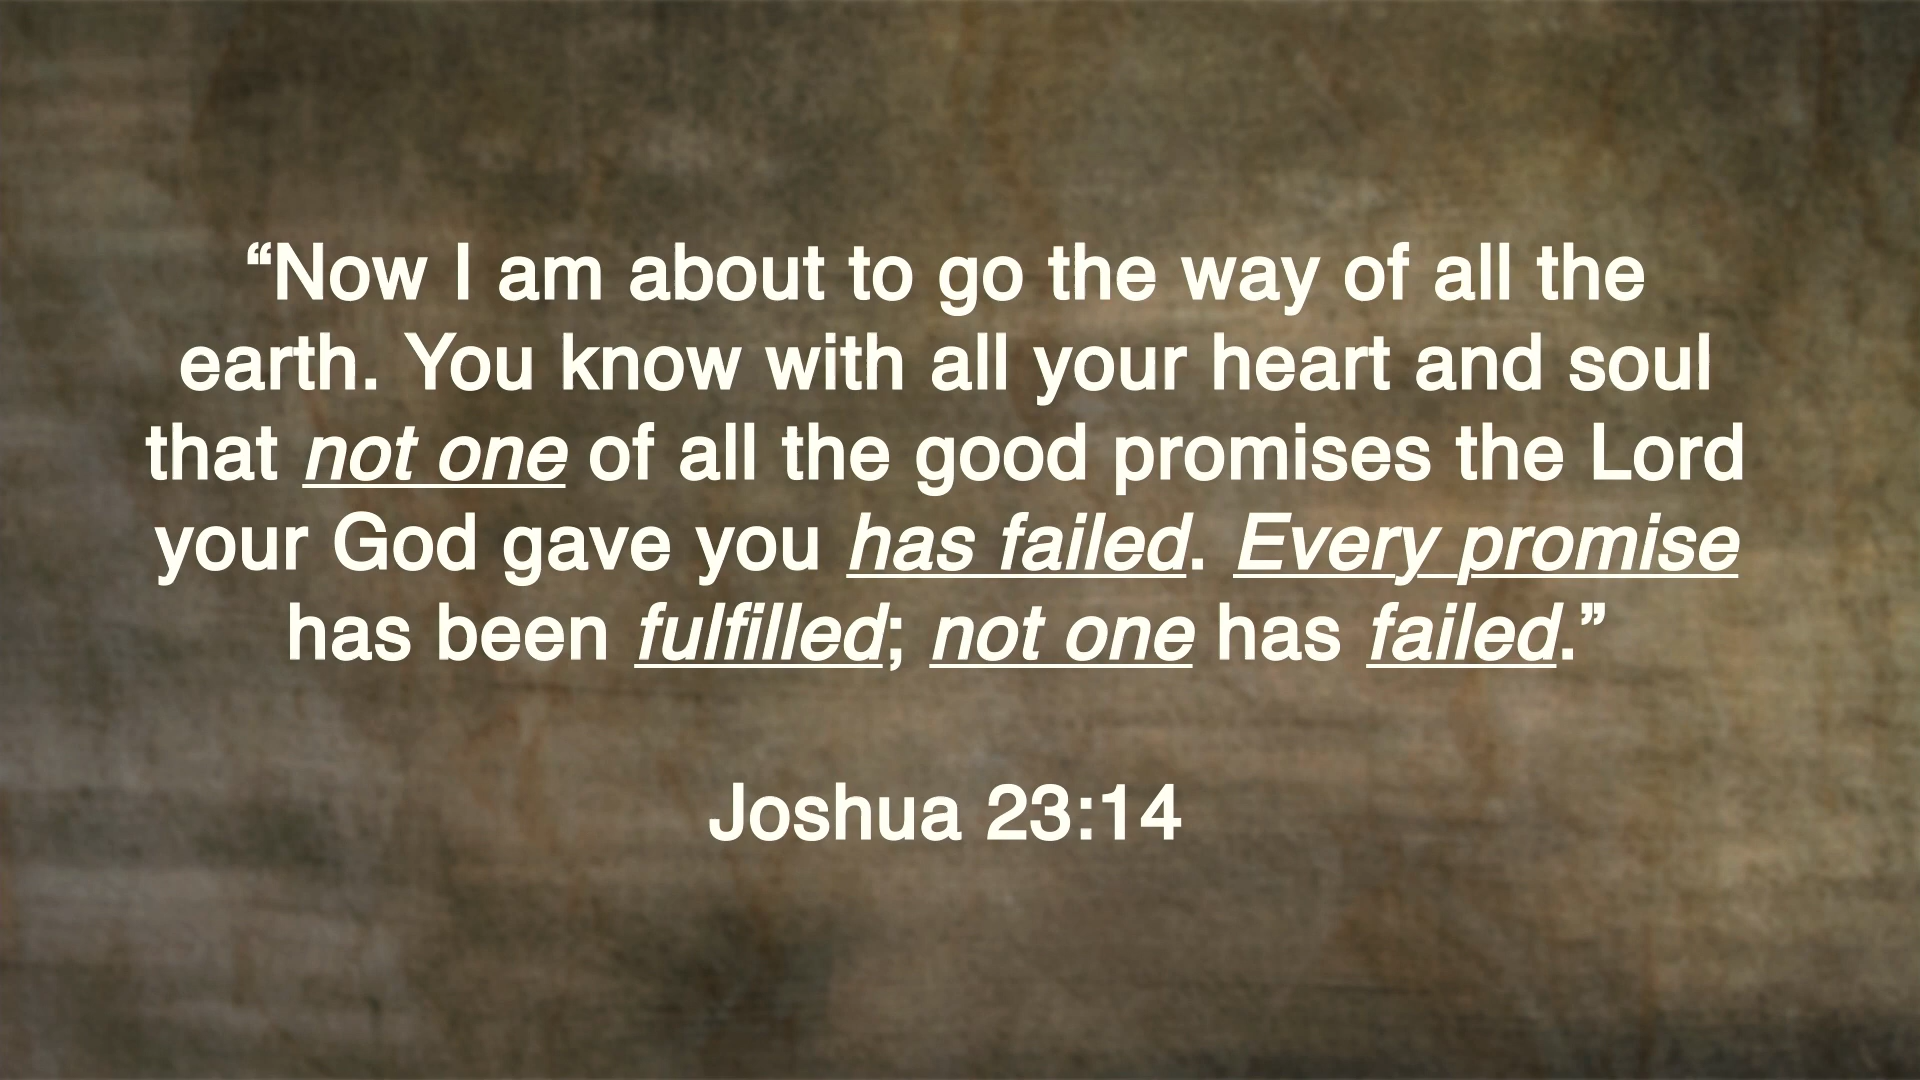 “Now I am about to go the way of all the
earth. You know with all your heart and soul
that not one of all the good promises the Lord
your God gave you has failed. Every promise
has been fulfilled; not one has failed.”
Joshua 23:14